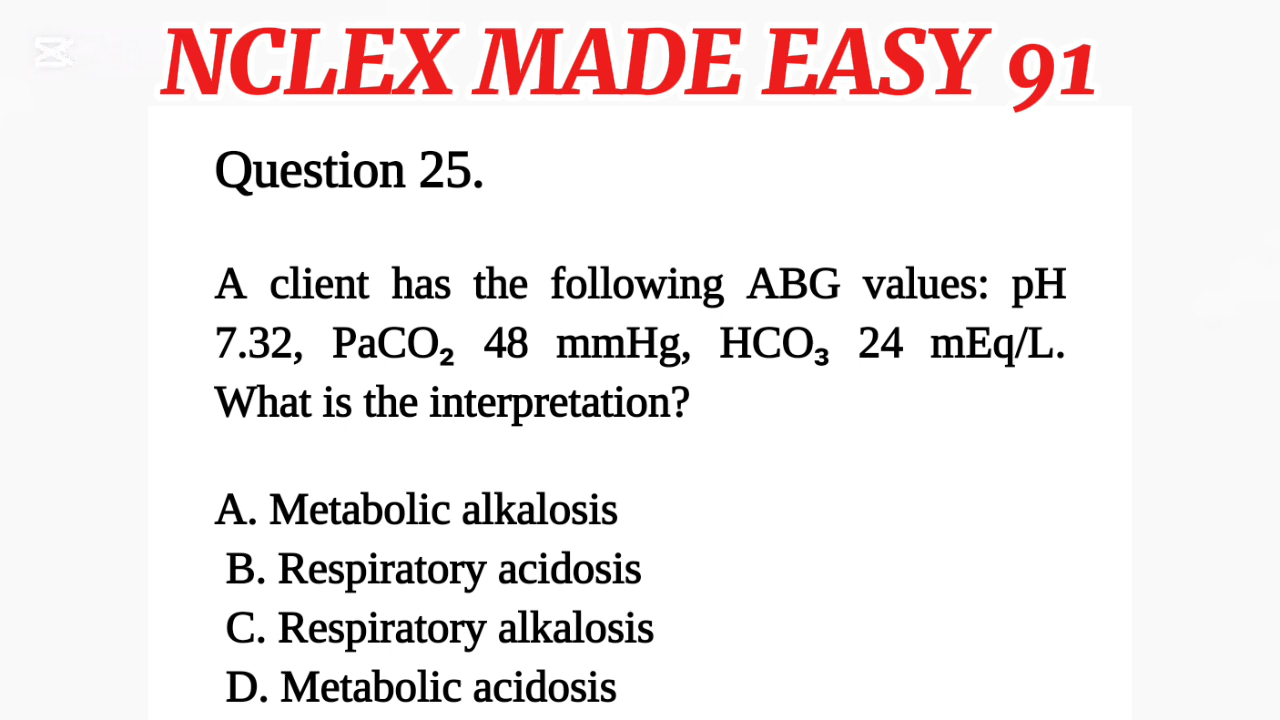 NCLEX MADE EASY 91
Question 25.
A client has the following ABG values: pH
7.32, PaCO₂ 48 mmHg, HCO₃ 24 mEq/L.
What is the interpretation?
A. Metabolic alkalosis
B. Respiratory acidosis
C. Respiratory alkalosis
D. Metabolic acidosis